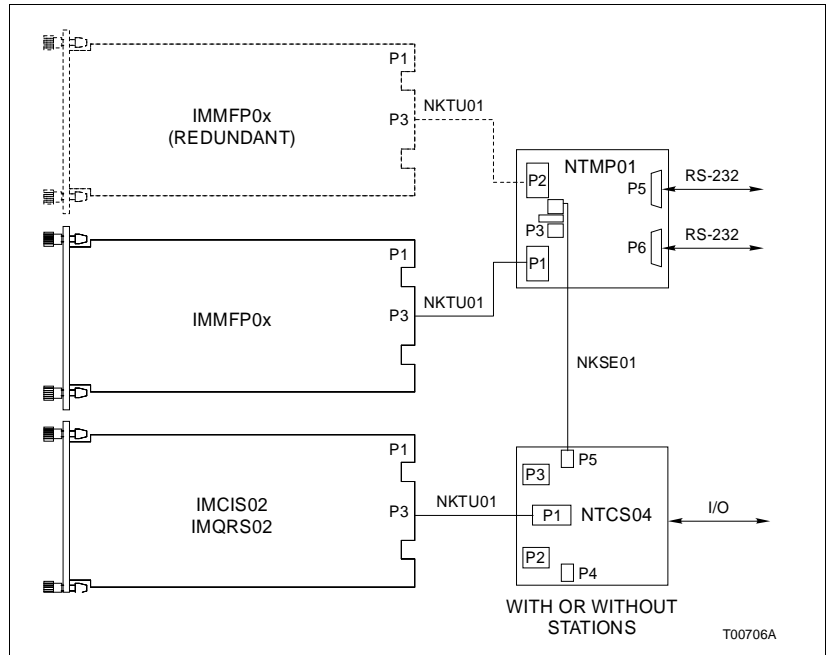 P1
IMMFP0x
(REDUNDANT)
P3
NKTU01
NTMP01
P2
P5
RS-232
P3
P6
RS-232
P1
P1
IMMFP0x
P3
NKTU01
NKSE01
P1
IMCIS02
IMQRS02
P3
NKTU01
P5
P3
P1
NTCS04
I/O
P2
P4
WITH OR WITHOUT
STATIONS
T00706A